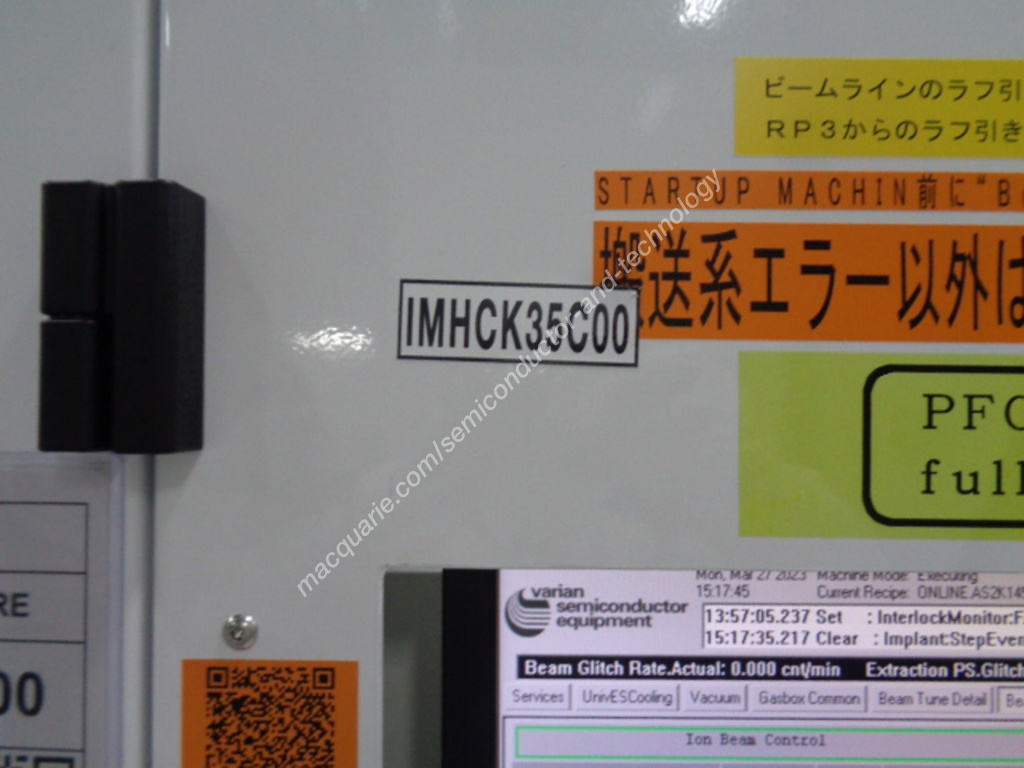 ビームラインのラフ引
RP3からのラフ引き
STARTUP MACHIN前に“B
搬送系エラー以外は
IMHCK35C00
PFC
full
RE
00
varian
semiconductor
equipment
Mon, Mar 27 2023 Machine Mode: Executing
15:17:45 Current Recipe: ONLINE.AS2K145
13:57:05.237 Set : InterlockMonitor:F
15:17:35.217 Clear : Implant:StepEven
Beam Glitch Rate.Actual: 0.000 cnt/min Extraction PS.Glitch
Services UnivESCooling Vacuum Gasbox Common Beam Tune Detail Be
Ion Beam Control
macquarie.com/semiconductor-and-technology